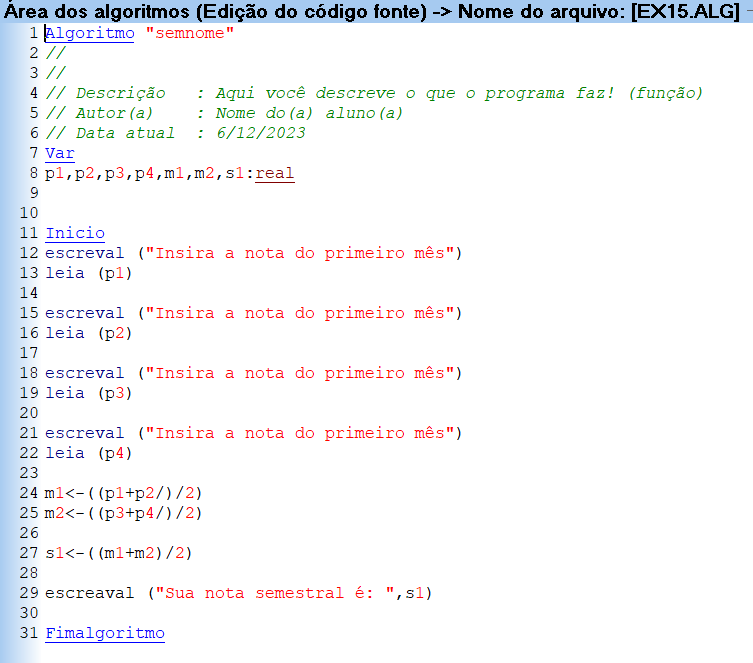 Área dos algoritmos (Edição do código fonte) -> Nome do arquivo: [EX15.ALG]
1 Algoritmo "semnome"
2 //
3 //
4 // Descrição   : Aqui você descreve o que o programa faz! (função)
5 // Autor(a)    : Nome do(a) aluno(a)
6 // Data atual  : 6/12/2023
7 Var
8 p1,p2,p3,p4,m1,m2,s1:real
9
10
11 Inicio
12 escreval ("Insira a nota do primeiro mês")
13 leia (p1)
14
15 escreval ("Insira a nota do primeiro mês")
16 leia (p2)
17
18 escreval ("Insira a nota do primeiro mês")
19 leia (p3)
20
21 escreval ("Insira a nota do primeiro mês")
22 leia (p4)
23
24 m1<-((p1+p2/)/2)
25 m2<-((p3+p4/)/2)
26
27 s1<-((m1+m2)/2)
28
29 escreaval ("Sua nota semestral é: ",s1)
30
31 Fimalgoritmo